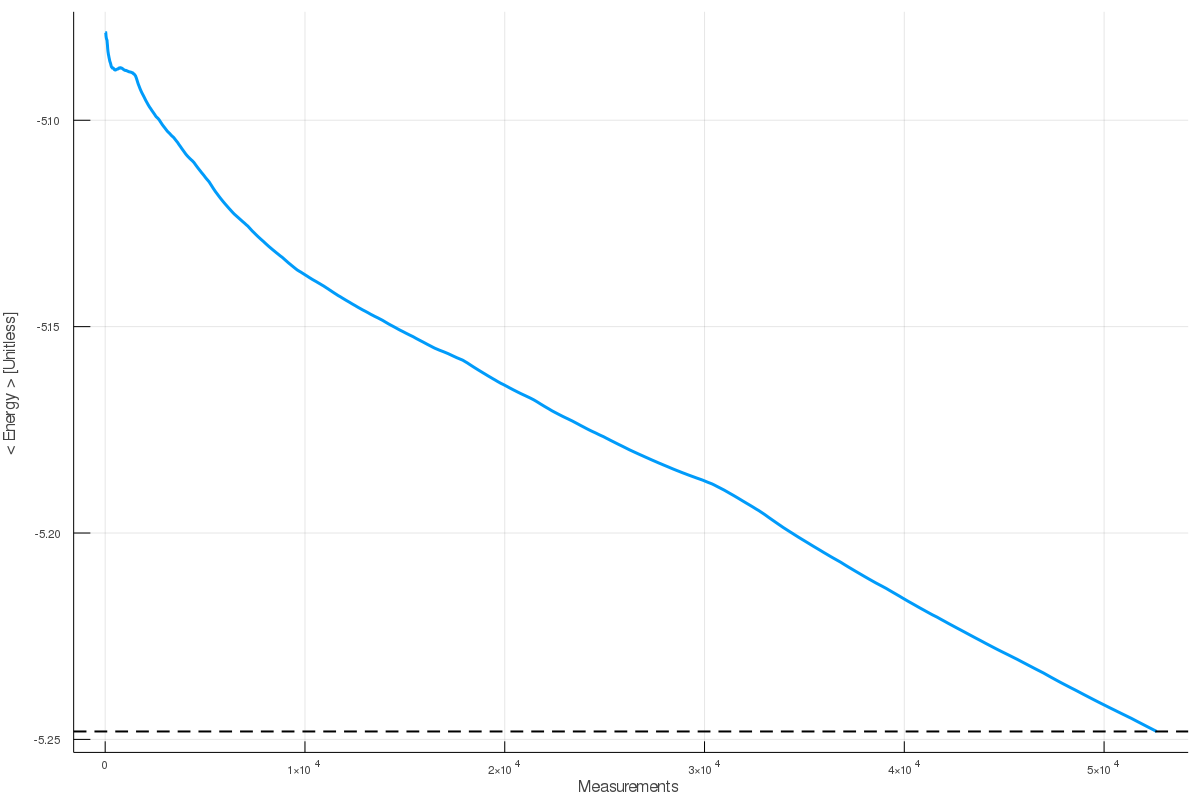 -5.10
-5.15
-5.20
-5.25
< Energy > [Unitless]
0 1×10⁴ 2×10⁴ 3×10⁴ 4×10⁴ 5×10⁴
Measurements